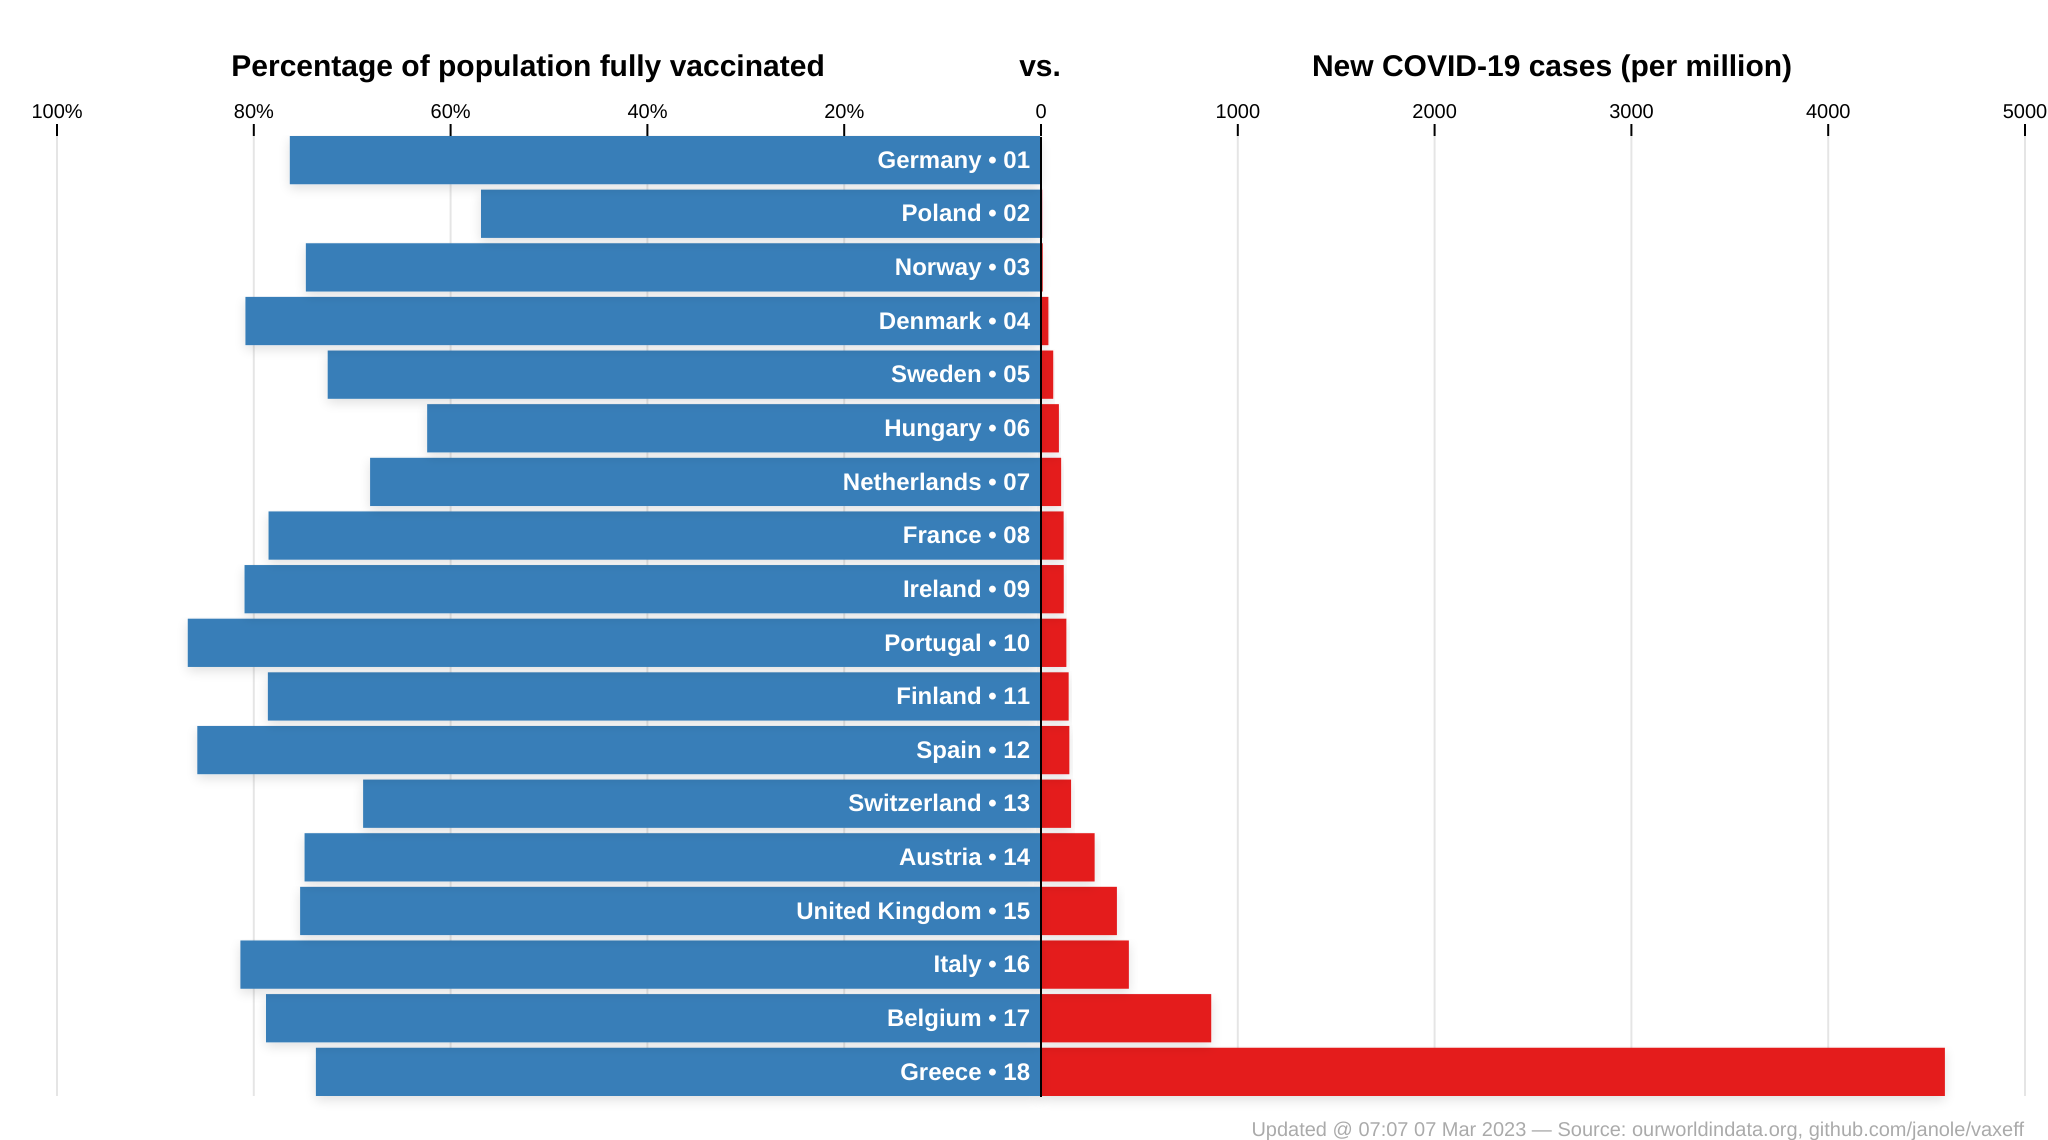 Percentage of population fully vaccinated vs. New COVID-19 cases (per million)
100% 80% 60% 40% 20% 0 1000 2000 3000 4000 5000
Germany • 01
Poland • 02
Norway • 03
Denmark • 04
Sweden • 05
Hungary • 06
Netherlands • 07
France • 08
Ireland • 09
Portugal • 10
Finland • 11
Spain • 12
Switzerland • 13
Austria • 14
United Kingdom • 15
Italy • 16
Belgium • 17
Greece • 18
Updated @ 07:07 07 Mar 2023 — Source: ourworldindata.org, github.com/janole/vaxeff